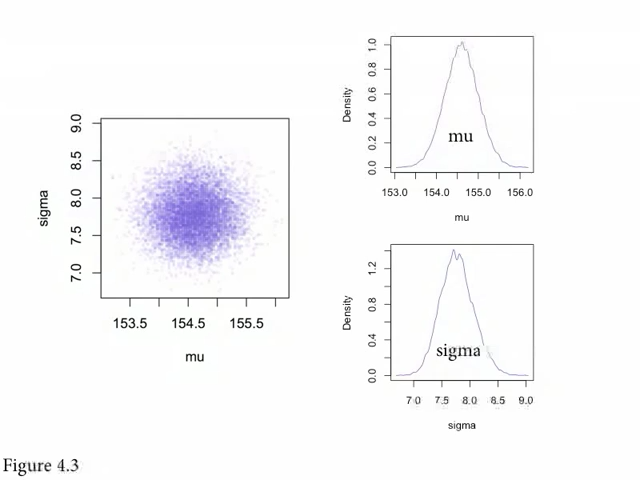 sigma
9.0
8.5
8.0
7.5
7.0
153.5 154.5 155.5
mu
Density
1.0
0.8
0.6
0.4
0.2
0.0
mu
153.0 154.0 155.0 156.0
mu
Density
1.2
0.8
0.4
0.0
sigma
7.0 7.5 8.0 8.5 9.0
sigma
Figure 4.3